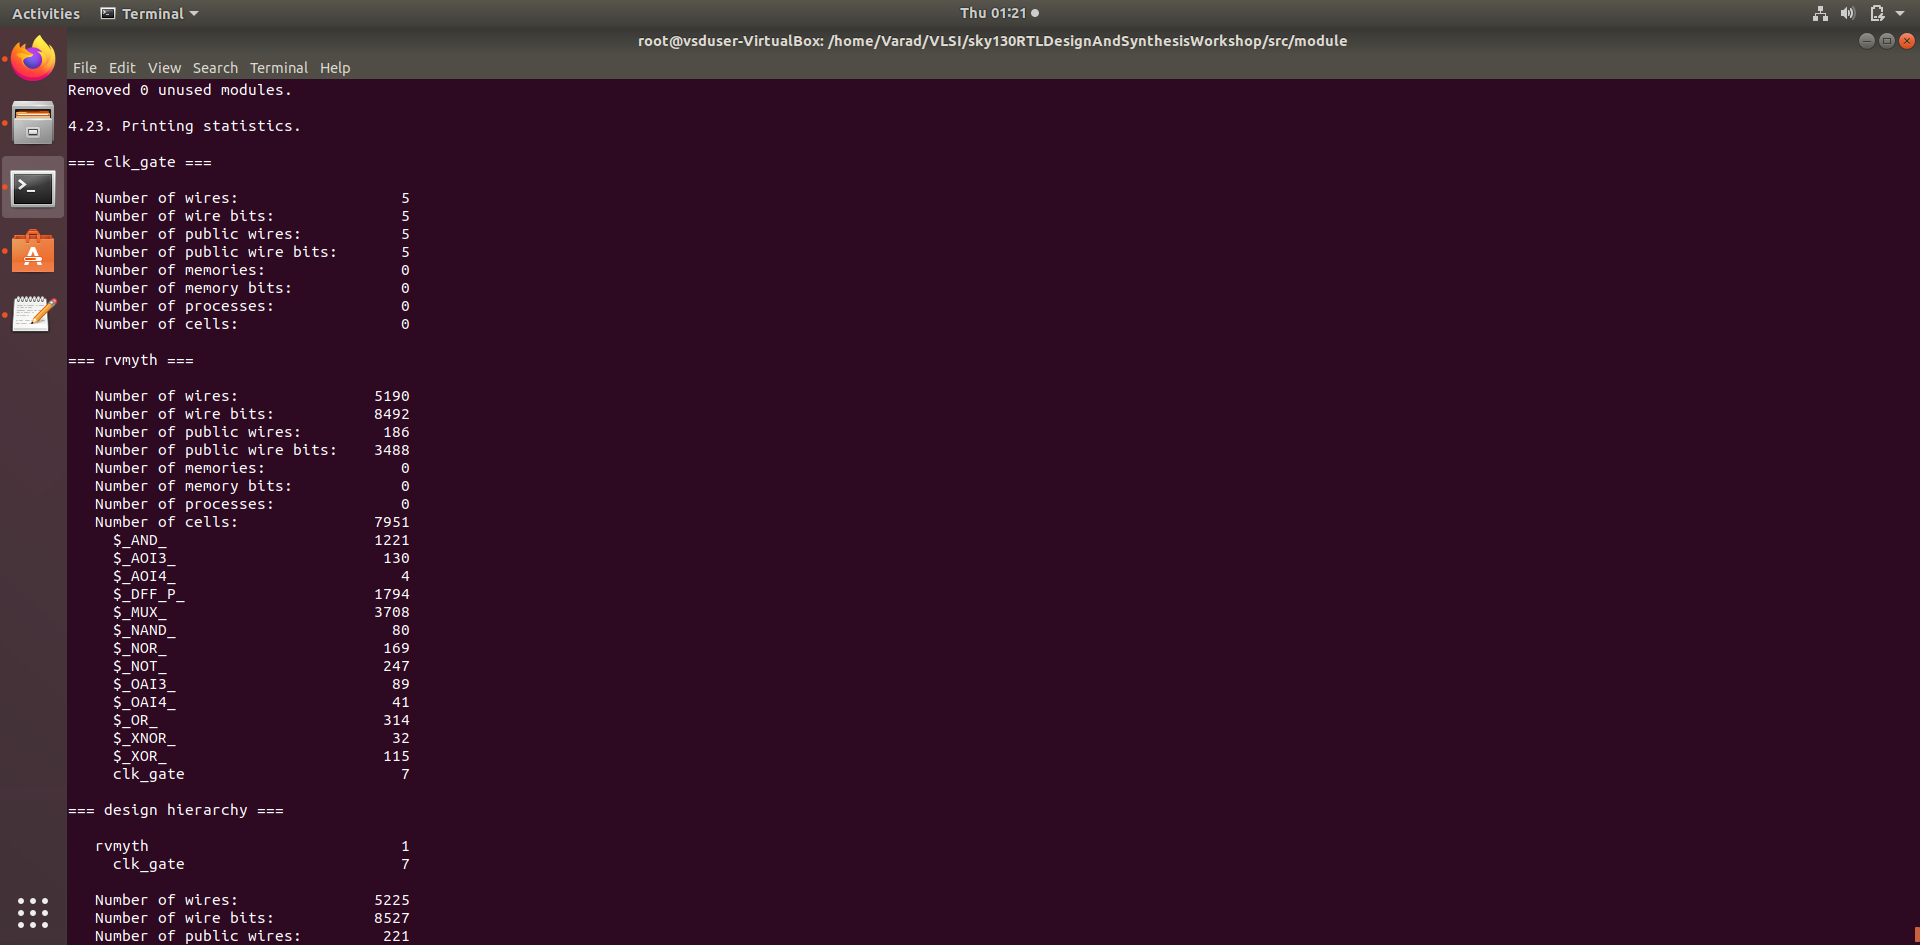 Activities Terminal Thu 01:21
root@vsduser-VirtualBox: /home/Varad/VLSI/sky130RTLDesignAndSynthesisWorkshop/src/module
File Edit View Search Terminal Help
Removed 0 unused modules.
4.23. Printing statistics.
=== clk_gate ===
Number of wires: 5
Number of wire bits: 5
Number of public wires: 5
Number of public wire bits: 5
Number of memories: 0
Number of memory bits: 0
Number of processes: 0
Number of cells: 0
=== rvmyth ===
Number of wires: 5190
Number of wire bits: 8492
Number of public wires: 186
Number of public wire bits: 3488
Number of memories: 0
Number of memory bits: 0
Number of processes: 0
Number of cells: 7951
$_AND_ 1221
$_AOI3_ 130
$_AOI4_ 4
$_DFF_P_ 1794
$_MUX_ 3708
$_NAND_ 80
$_NOR_ 169
$_NOT_ 247
$_OAI3_ 89
$_OAI4_ 41
$_OR_ 314
$_XNOR_ 32
$_XOR_ 115
clk_gate 7
=== design hierarchy ===
rvmyth 1
clk_gate 7
Number of wires: 5225
Number of wire bits: 8527
Number of public wires: 221